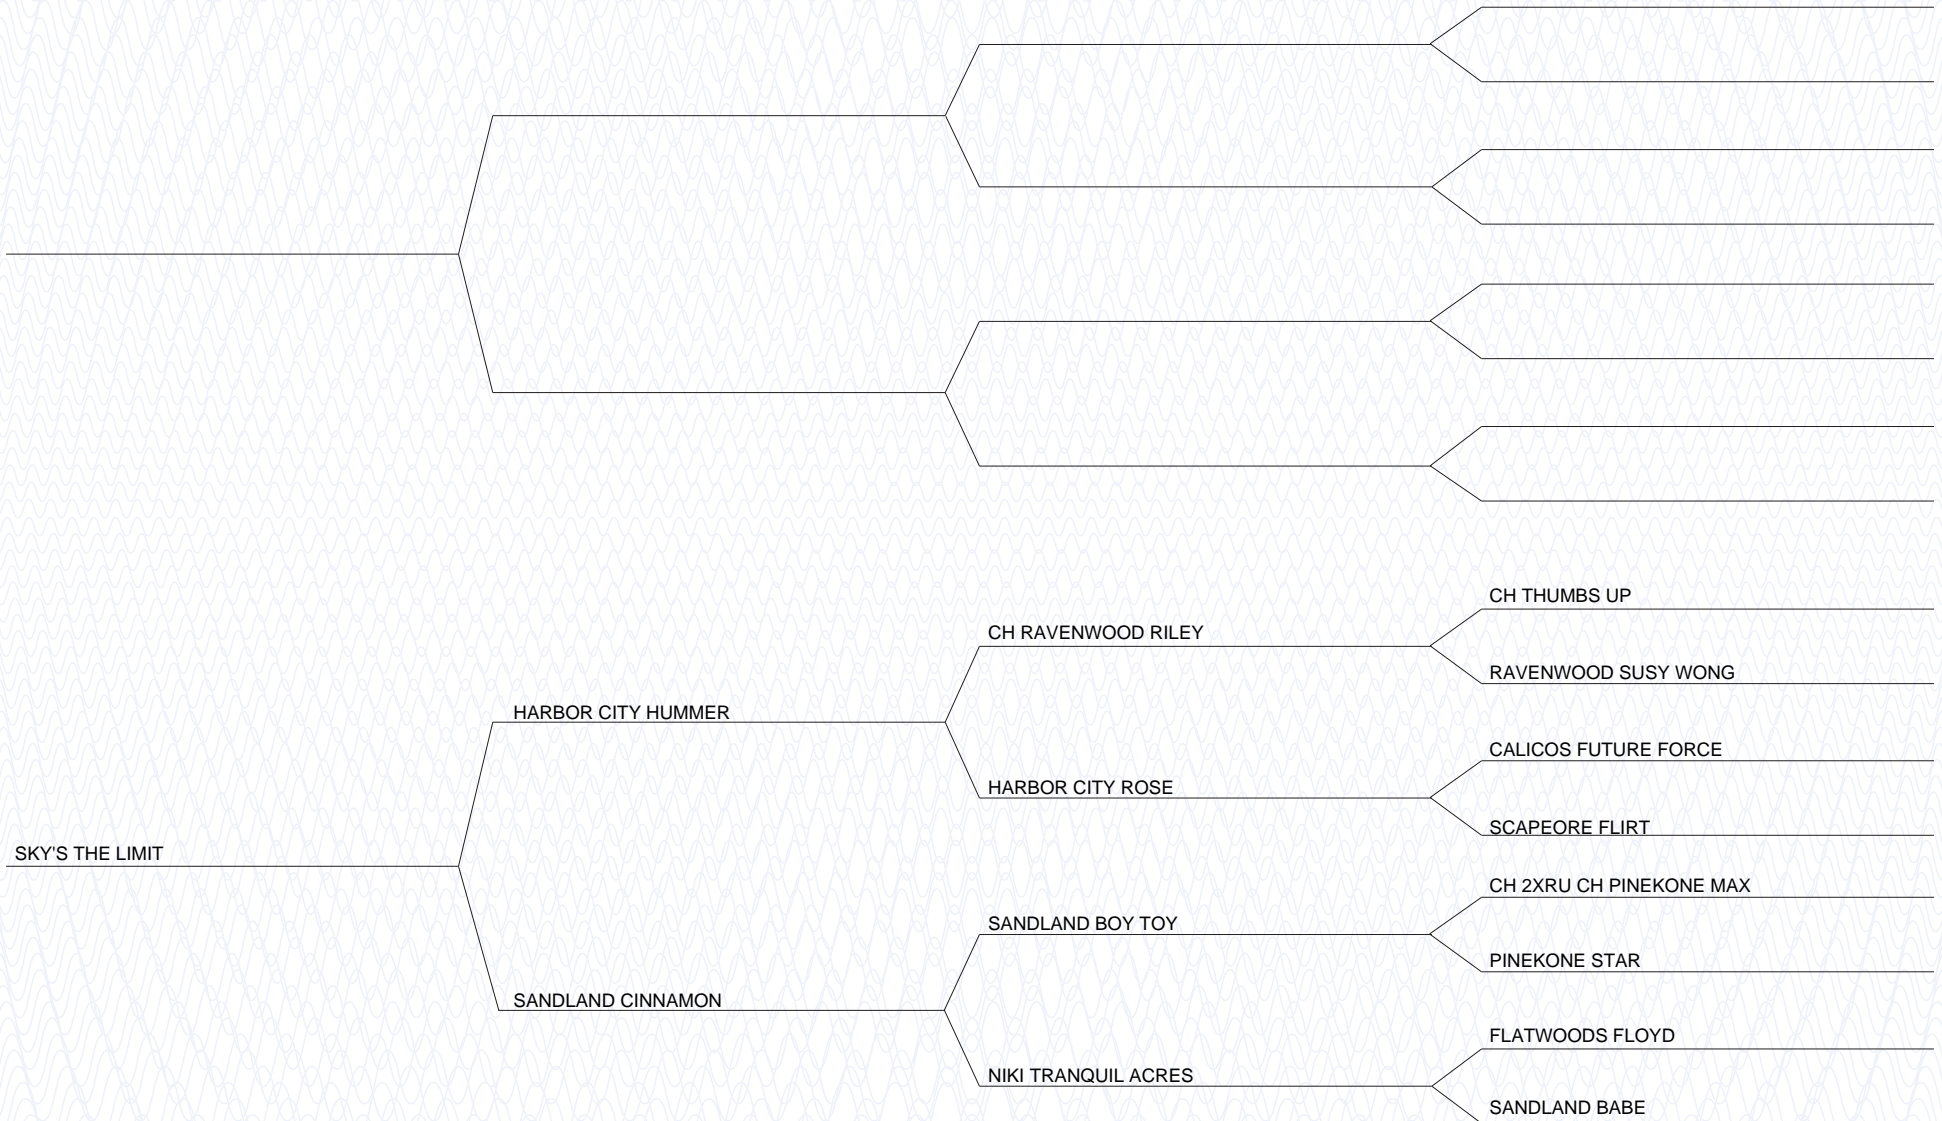 CH THUMBS UP
CH RAVENWOOD RILEY
RAVENWOOD SUSY WONG
HARBOR CITY HUMMER
CALICOS FUTURE FORCE
HARBOR CITY ROSE
SCAPEORE FLIRT
SKY'S THE LIMIT
CH 2XRU CH PINEKONE MAX
SANDLAND BOY TOY
PINEKONE STAR
SANDLAND CINNAMON
FLATWOODS FLOYD
NIKI TRANQUIL ACRES
SANDLAND BABE